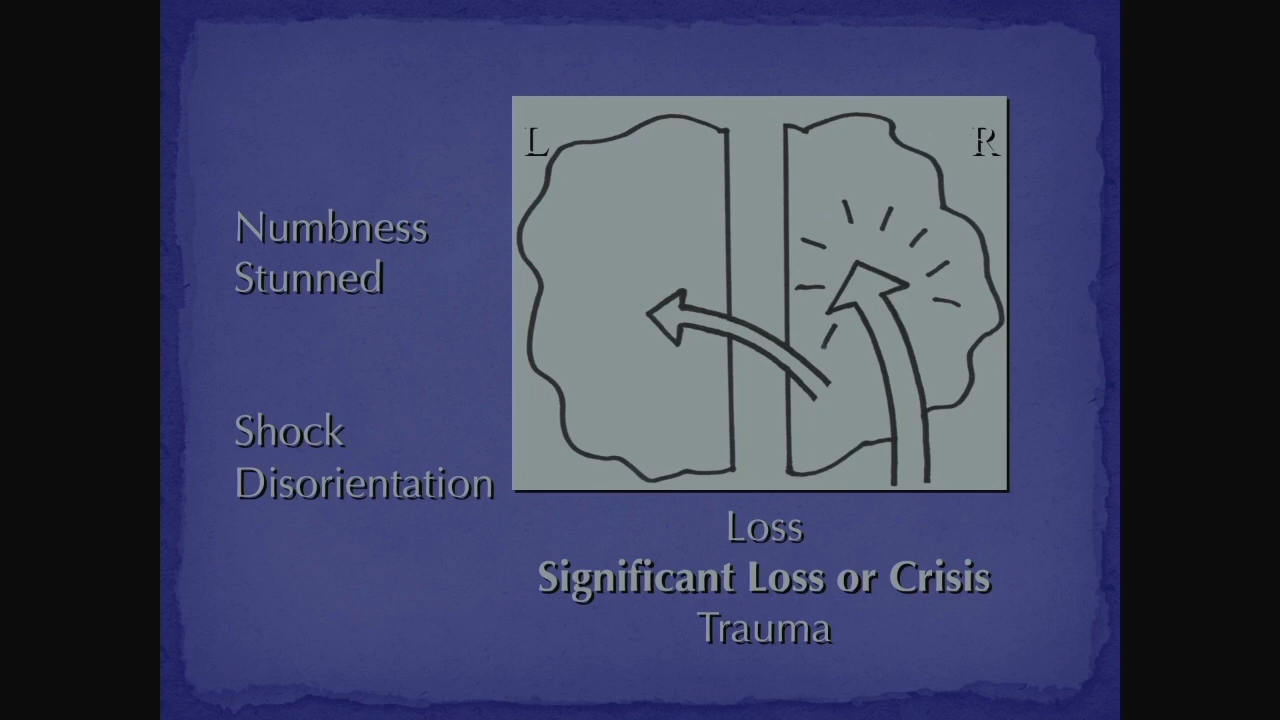 L
R
Numbness
Stunned
Shock
Disorientation
Loss
Significant Loss or Crisis
Trauma